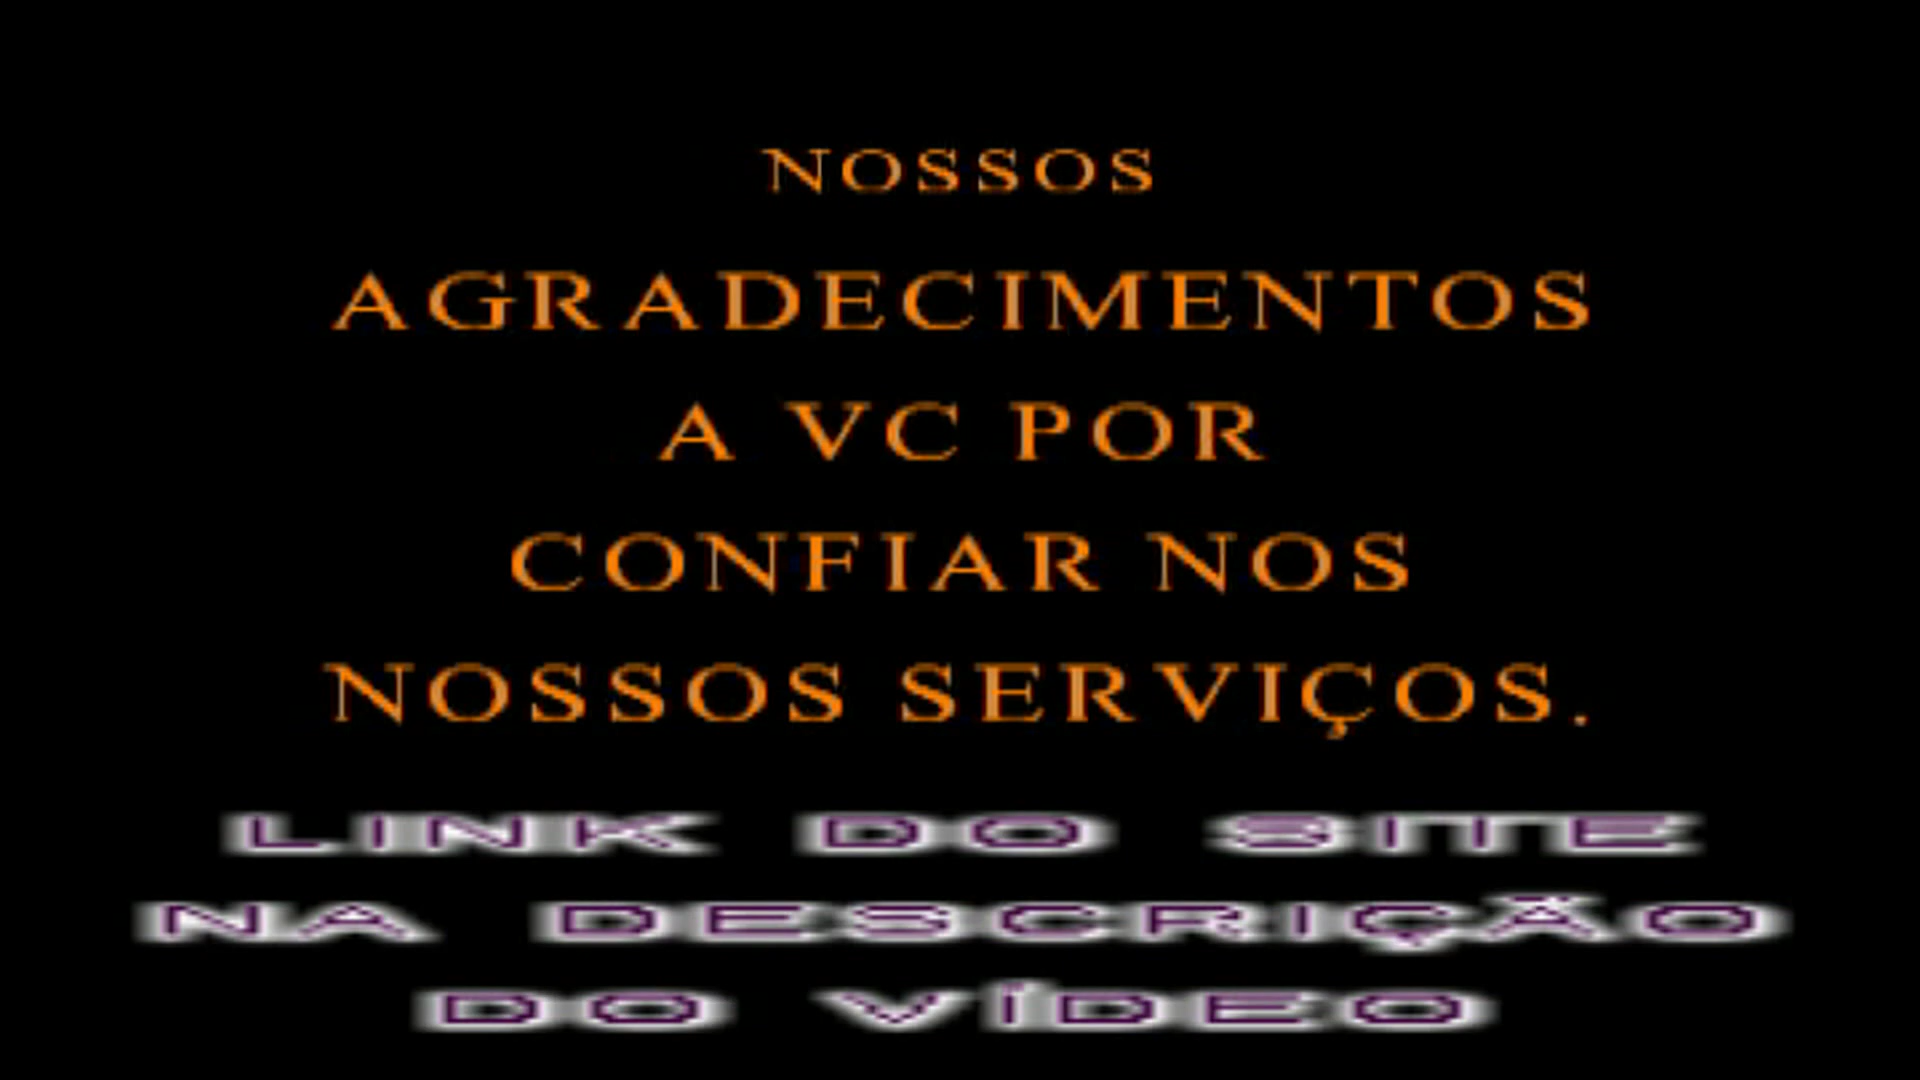 NOSSOS
AGRADECIMENTOS
A VC POR
CONFIAR NOS
NOSSOS SERVIÇOS.
LINK DO SITE
NA DESCRIÇÃO
DO VÍDEO